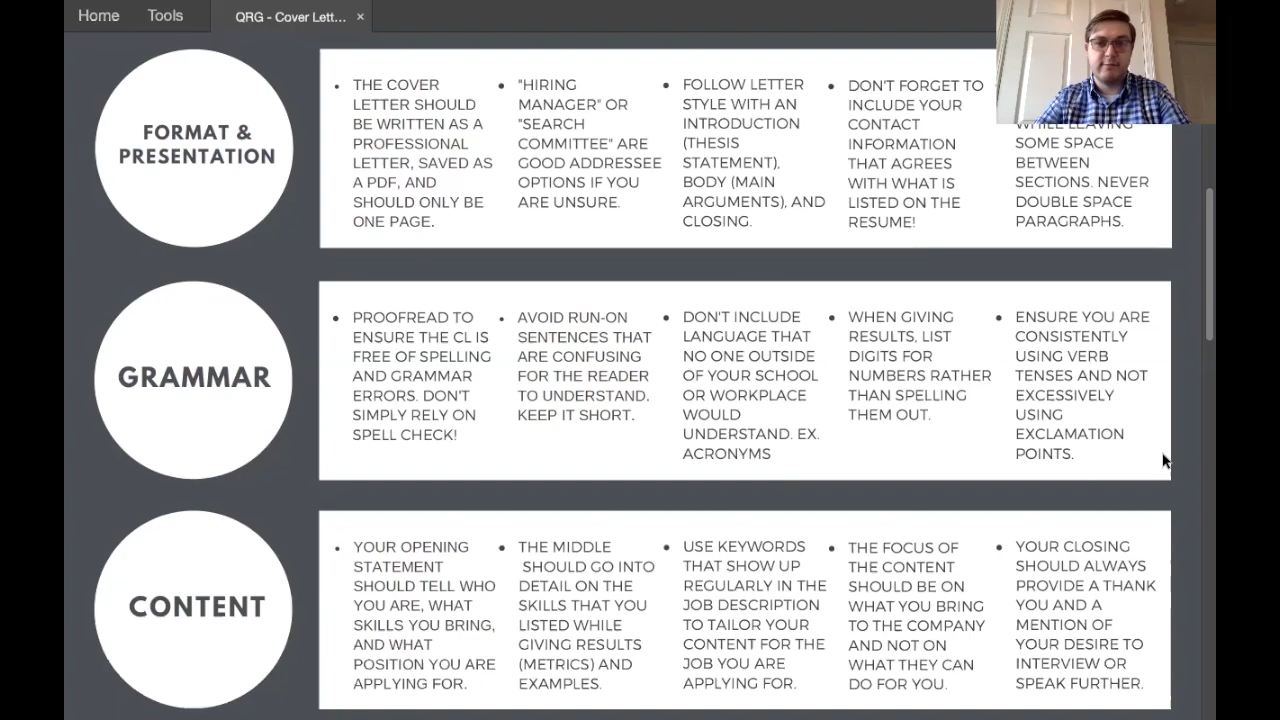 Home
Tools
QRG - Cover Lett...
×
FORMAT &
PRESENTATION
• THE COVER
LETTER SHOULD
BE WRITTEN AS A
PROFESSIONAL
LETTER, SAVED AS
A PDF, AND
SHOULD ONLY BE
ONE PAGE.
• "HIRING
MANAGER" OR
"SEARCH
COMMITTEE" ARE
GOOD ADDRESSEE
OPTIONS IF YOU
ARE UNSURE.
• FOLLOW LETTER
STYLE WITH AN
INTRODUCTION
(THESIS
STATEMENT),
BODY (MAIN
ARGUMENTS), AND
CLOSING.
• DON'T FORGET TO
INCLUDE YOUR
CONTACT
INFORMATION
THAT AGREES
WITH WHAT IS
LISTED ON THE
RESUME!
WHILE LEAVING
SOME SPACE
BETWEEN
SECTIONS. NEVER
DOUBLE SPACE
PARAGRAPHS.
GRAMMAR
• PROOFREAD TO
ENSURE THE CL IS
FREE OF SPELLING
AND GRAMMAR
ERRORS. DON'T
SIMPLY RELY ON
SPELL CHECK!
• AVOID RUN-ON
SENTENCES THAT
ARE CONFUSING
FOR THE READER
TO UNDERSTAND.
KEEP IT SHORT.
• DON'T INCLUDE
LANGUAGE THAT
NO ONE OUTSIDE
OF YOUR SCHOOL
OR WORKPLACE
WOULD
UNDERSTAND. EX.
ACRONYMS
• WHEN GIVING
RESULTS, LIST
DIGITS FOR
NUMBERS RATHER
THAN SPELLING
THEM OUT.
• ENSURE YOU ARE
CONSISTENTLY
USING VERB
TENSES AND NOT
EXCESSIVELY
USING
EXCLAMATION
POINTS.
CONTENT
• YOUR OPENING
STATEMENT
SHOULD TELL WHO
YOU ARE, WHAT
SKILLS YOU BRING,
AND WHAT
POSITION YOU ARE
APPLYING FOR.
• THE MIDDLE
SHOULD GO INTO
DETAIL ON THE
SKILLS THAT YOU
LISTED WHILE
GIVING RESULTS
(METRICS) AND
EXAMPLES.
• USE KEYWORDS
THAT SHOW UP
REGULARLY IN THE
JOB DESCRIPTION
TO TAILOR YOUR
CONTENT FOR THE
JOB YOU ARE
APPLYING FOR.
• THE FOCUS OF
THE CONTENT
SHOULD BE ON
WHAT YOU BRING
TO THE COMPANY
AND NOT ON
WHAT THEY CAN
DO FOR YOU.
• YOUR CLOSING
SHOULD ALWAYS
PROVIDE A THANK
YOU AND A
MENTION OF
YOUR DESIRE TO
INTERVIEW OR
SPEAK FURTHER.